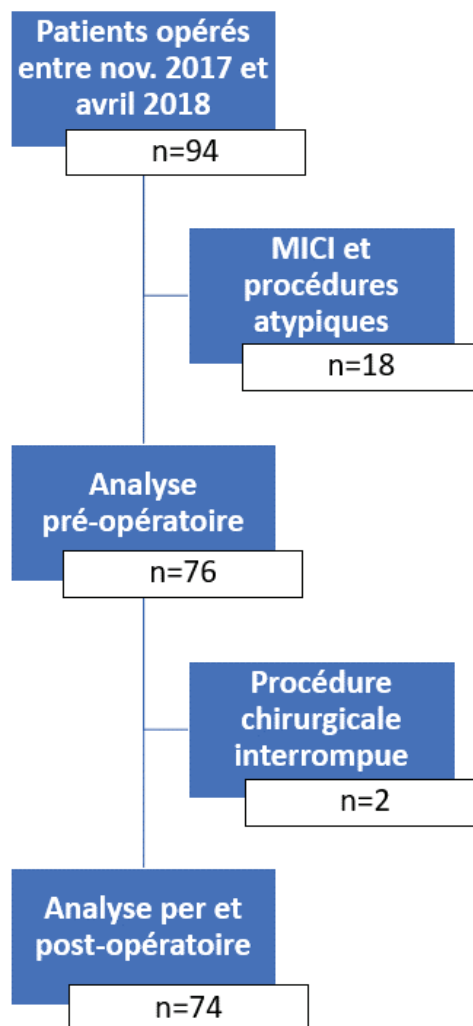 Patients opérés
entre nov. 2017 et
avril 2018
n=94
MICI et
procédures
atypiques
n=18
Analyse
pré-opératoire
n=76
Procédure
chirurgicale
interrompue
n=2
Analyse per et
post-opératoire
n=74